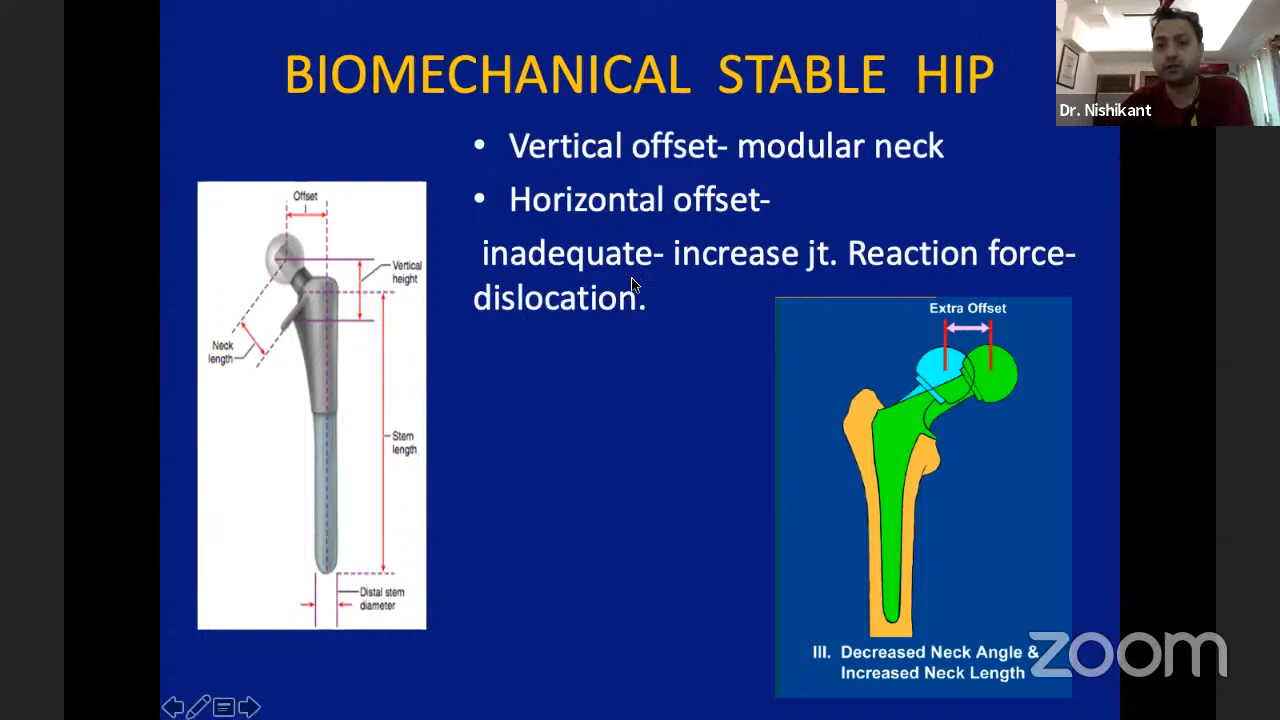 BIOMECHANICAL STABLE HIP
Dr. Nishikant
• Vertical offset- modular neck
• Horizontal offset-
inadequate- increase jt. Reaction force-
dislocation.
Offset
Vertical
height
Neck
length
Stem
length
Distal stem
diameter
Extra Offset
III. Decreased Neck Angle &
Increased Neck Length
zoom